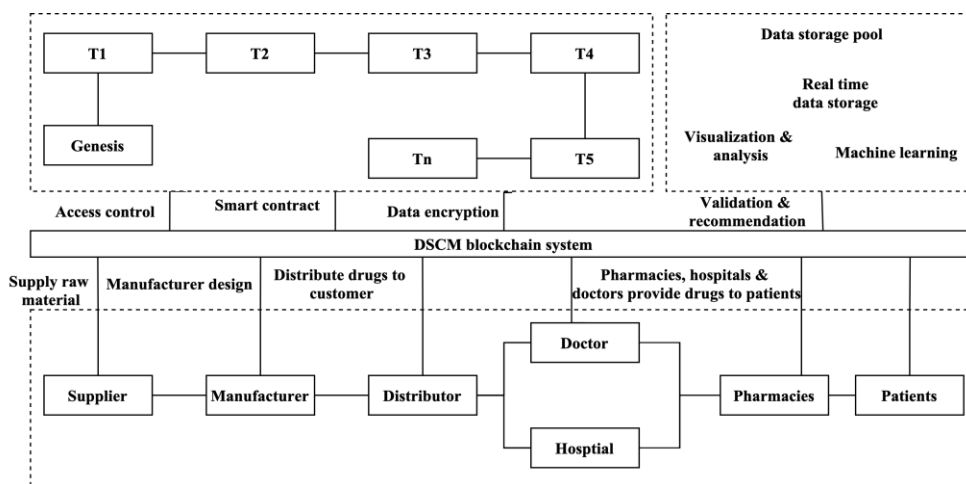 T1
T2
T3
T4
Genesis
Tn
T5
Data storage pool
Real time
data storage
Visualization &
analysis
Machine learning
Access control
Smart contract
Data encryption
Validation &
recommendation
DSCM blockchain system
Supply raw
material
Manufacturer design
Distribute drugs to
customer
Pharmacies, hospitals &
doctors provide drugs to patients
Doctor
Supplier
Manufacturer
Distributor
Pharmacies
Patients
Hosptial